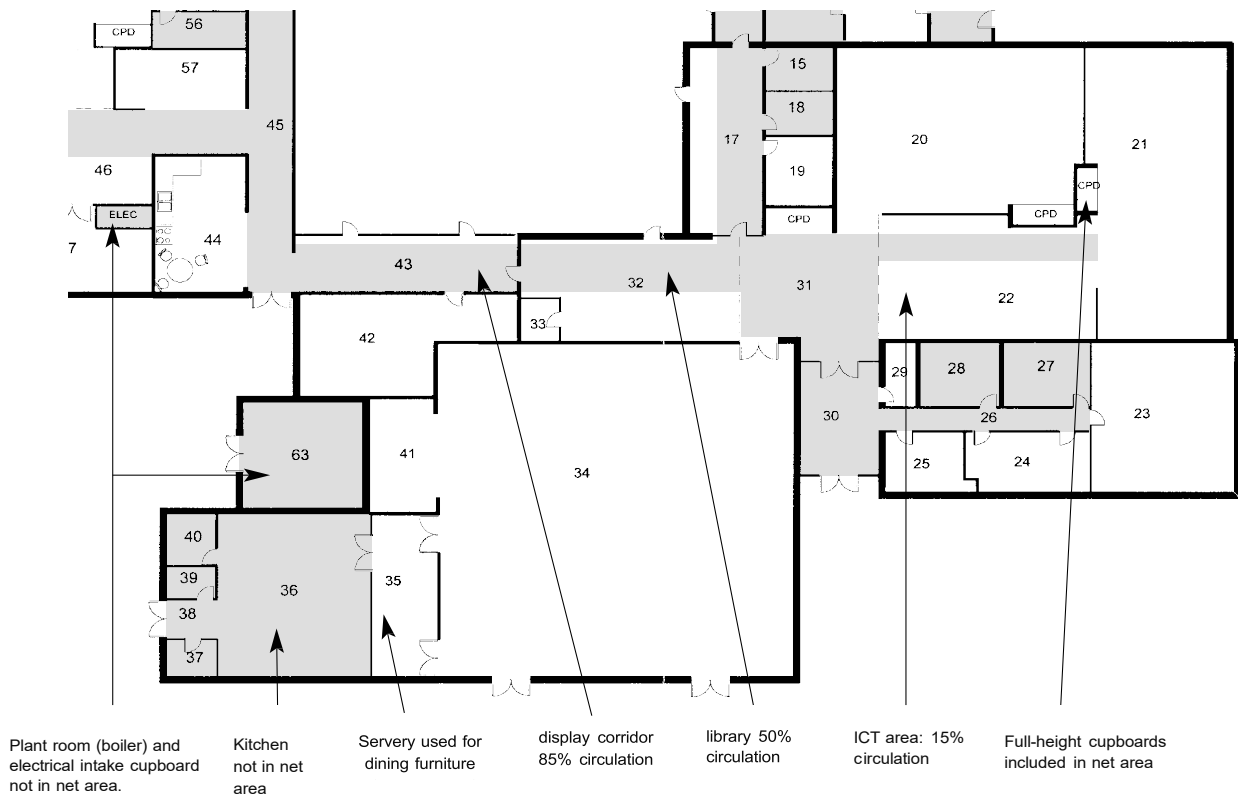 56
CPD
57
15
45
18
17
20
21
46
19
CPD
ELEC
CPD
CPD
7
44
43
32
31
22
33
42
29
28
27
30
26
23
41
63
34
25
24
40
39
35
36
38
37
Plant room (boiler) and
electrical intake cupboard
not in net area.
Kitchen
not in net
area
Servery used for
dining furniture
display corridor
85% circulation
library 50%
circulation
ICT area: 15%
circulation
Full-height cupboards
included in net area